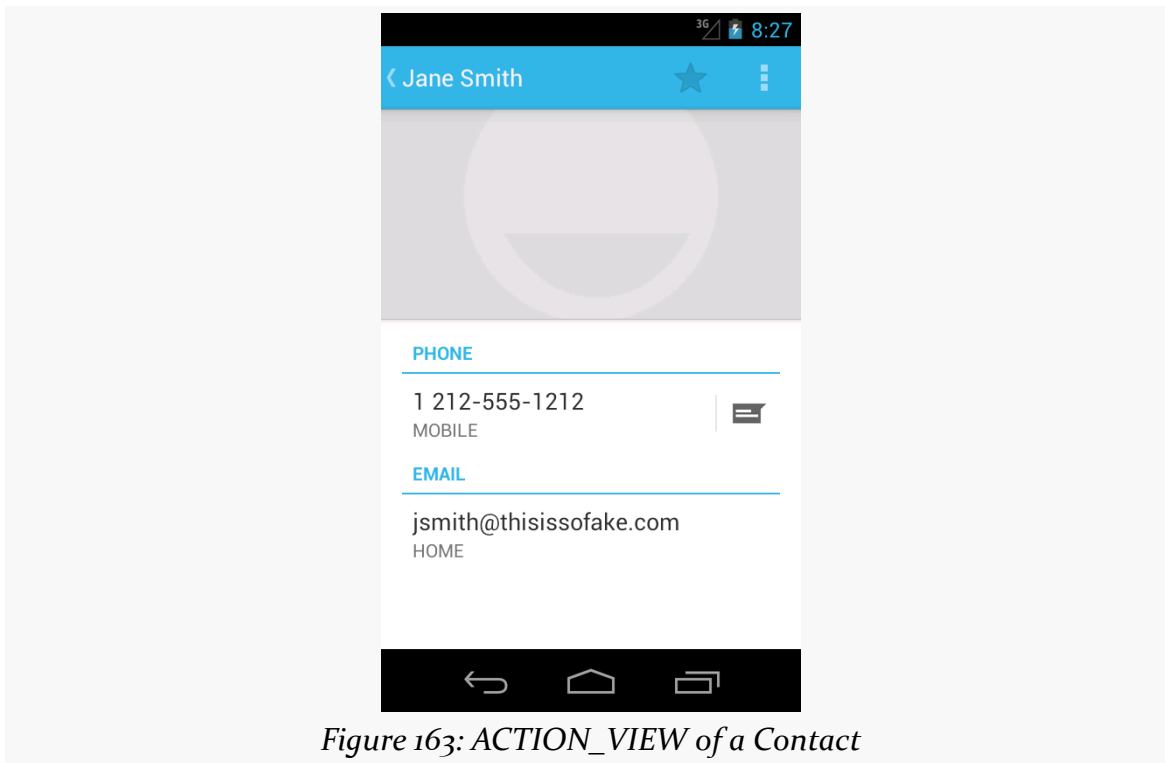 3G 8:27
Jane Smith
PHONE
1 212-555-1212
MOBILE
EMAIL
jsmith@thisissofake.com
HOME
Figure 163: ACTION_VIEW of a Contact